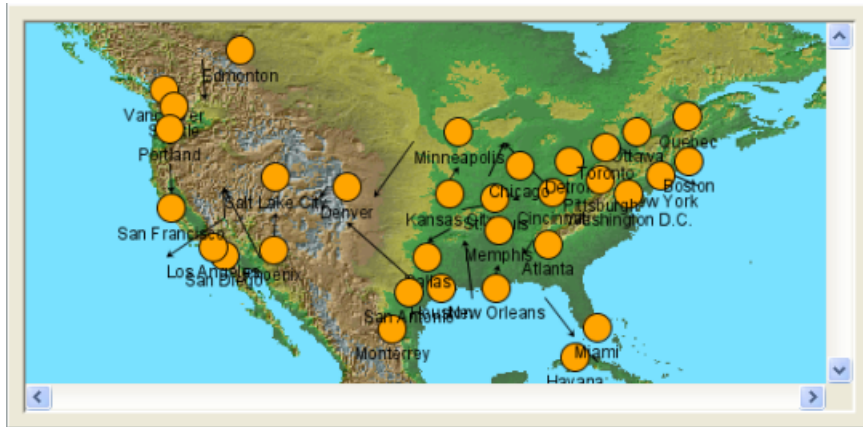 Edmonton
Vancouver
Seattle
Portland
Quebec
Ottawa
Minneapolis
Toronto
Boston
Detroit
Chicago
New York
Salt Lake City
Denver
Kansas City
Pittsburgh
St. Louis
Cincinnati
Washington D.C.
San Francisco
Memphis
Atlanta
Los Angeles
Phoenix
San Diego
Dallas
Houston
New Orleans
San Antonio
Monterrey
Miami
Havana